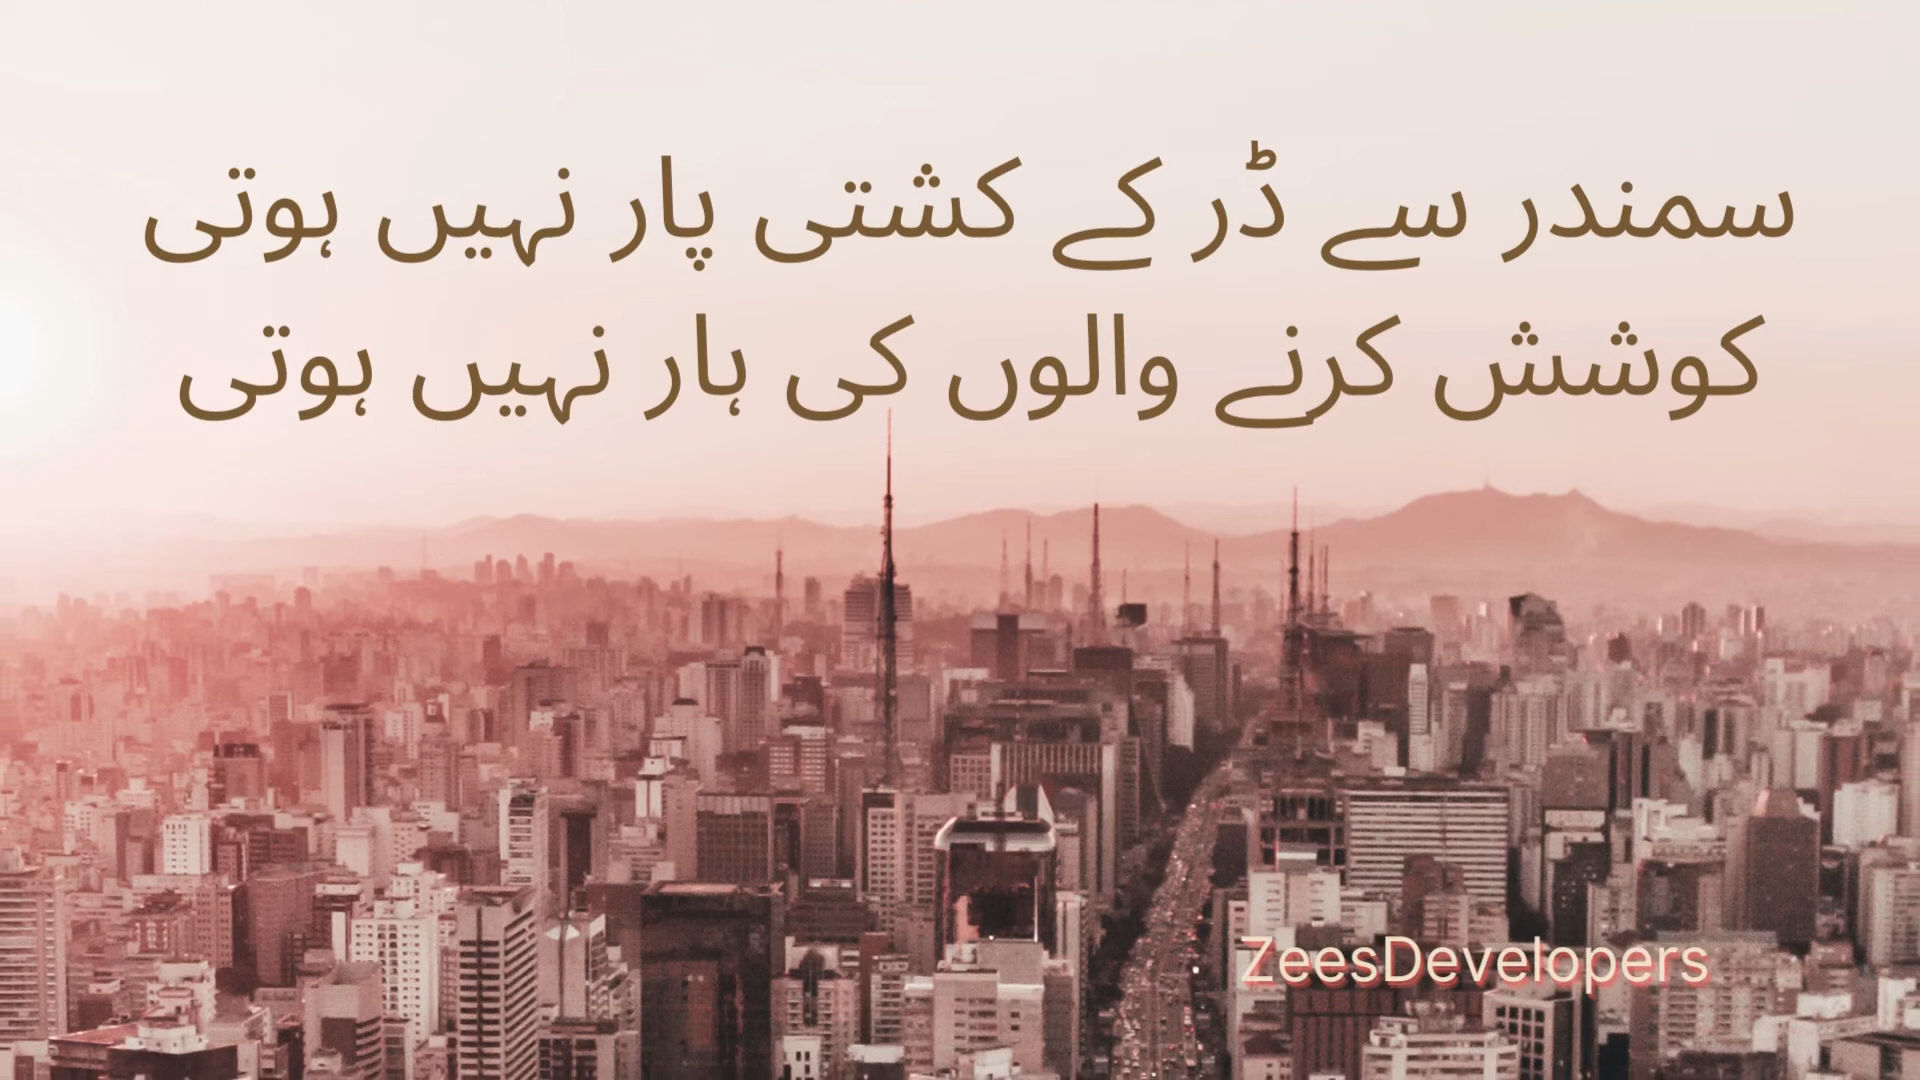 سمندر سے ڈر کے کشتی پار نہیں ہوتی
کوشش کرنے والوں کی ہار نہیں ہوتی
ZeesDevelopers